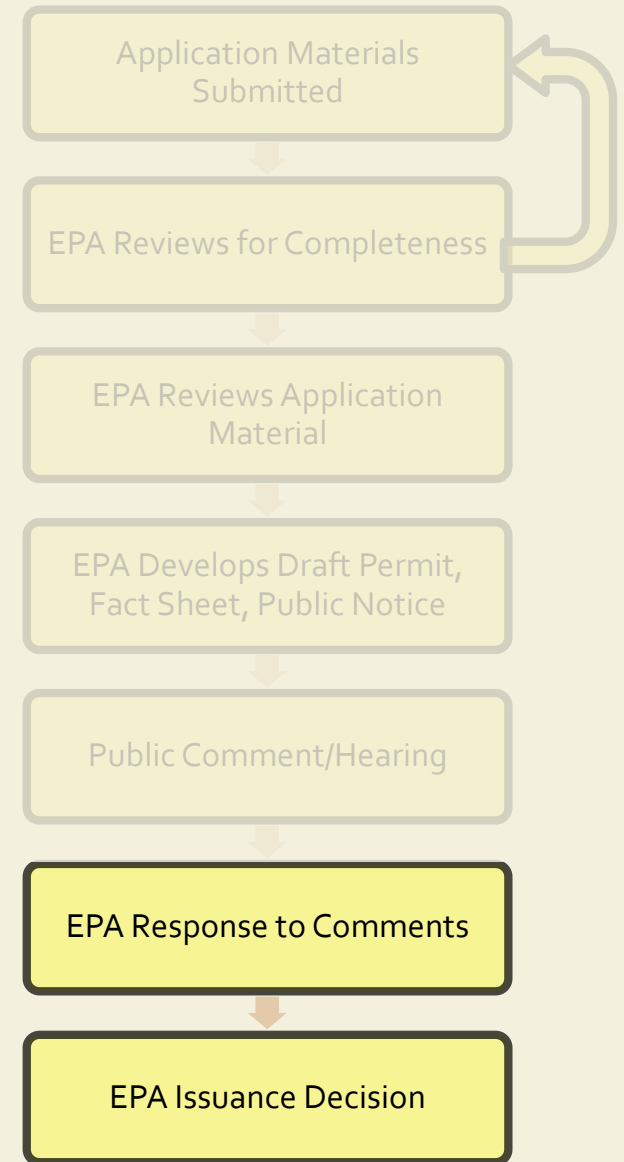 Application Materials
Submitted
EPA Reviews for Completeness
EPA Reviews Application
Material
EPA Develops Draft Permit,
Fact Sheet, Public Notice
Public Comment/Hearing
EPA Response to Comments
EPA Issuance Decision